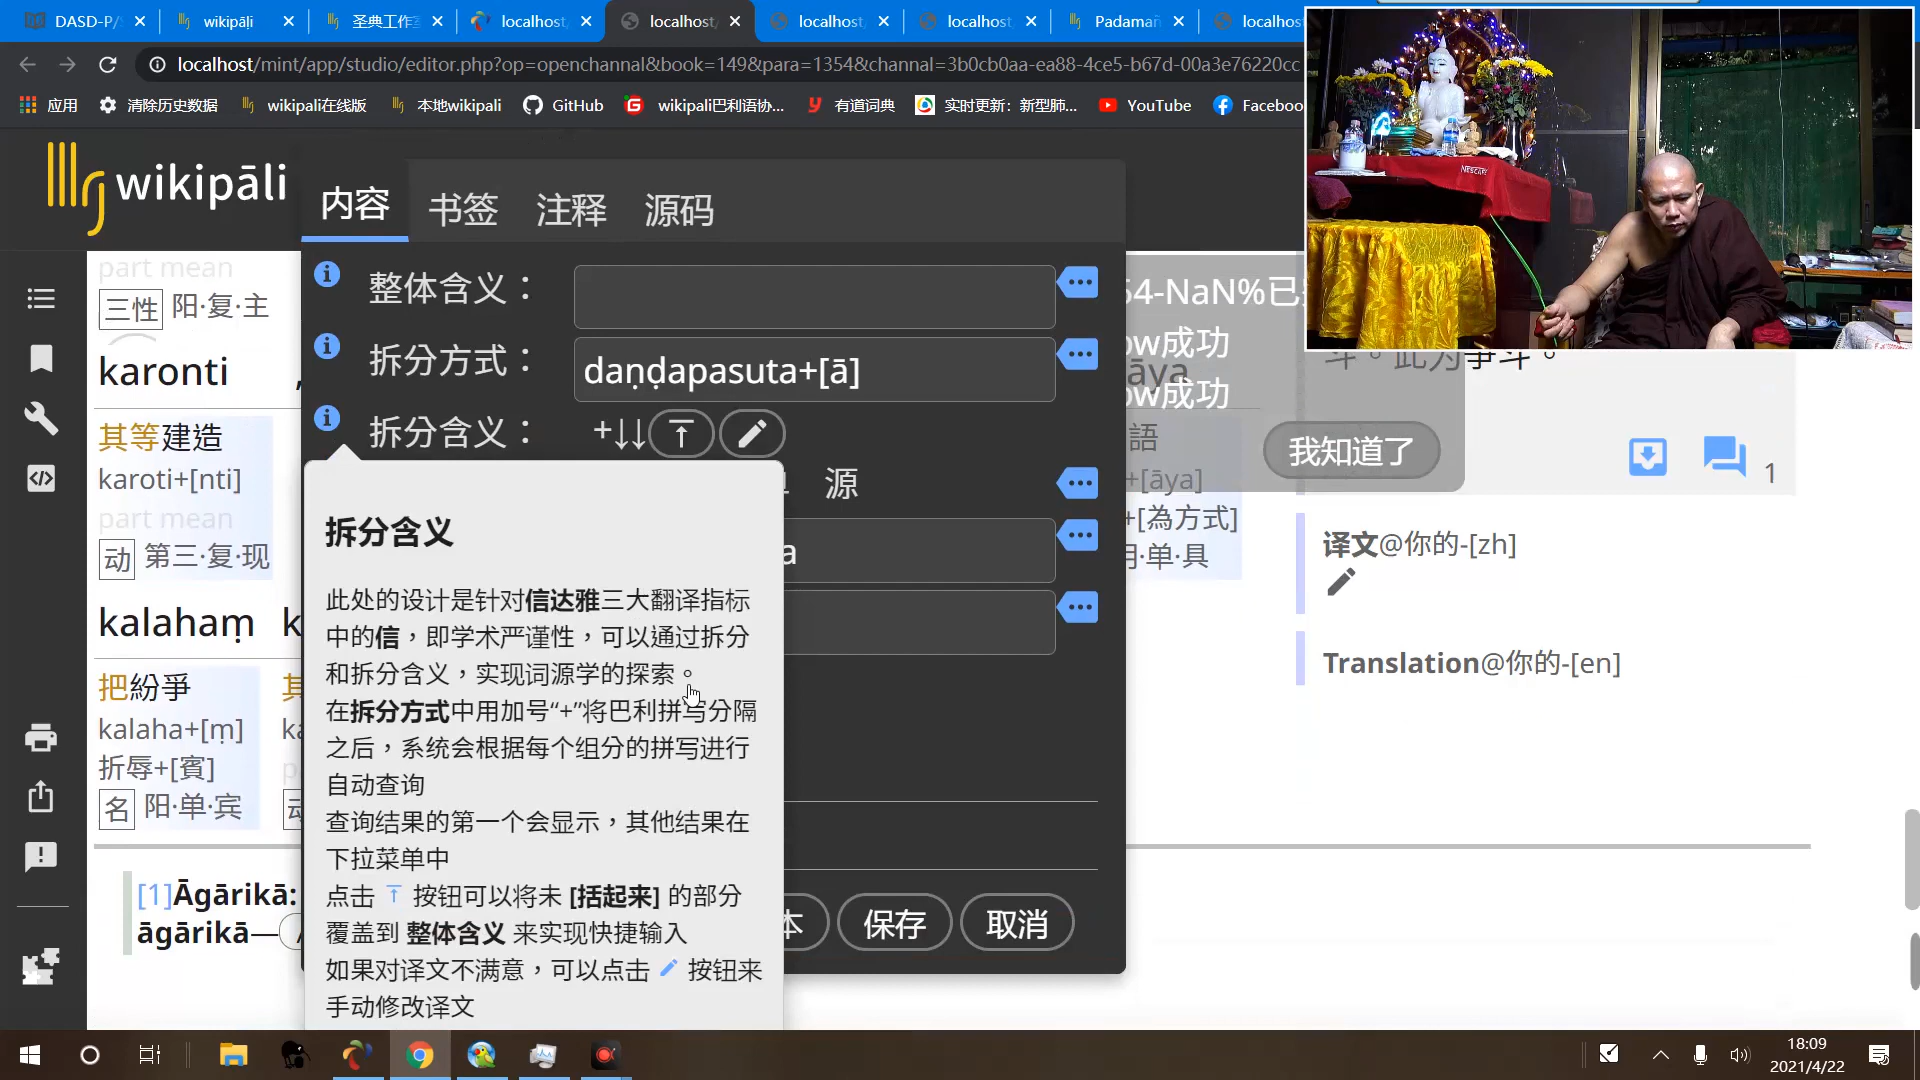 DASD-P/
wikipāli
圣典工作室
localhost/
localhost/
localhost/
localhost/
Padamañ
localhos
localhost/mint/app/studio/editor.php?op=openchannal&book=149&para=1354&channal=3b0cb0aa-ea88-4ce5-b67d-00a3e76220cc
应用
清除历史数据
wikipali在线版
本地wikipali
GitHub
wikipali巴利语协...
有道词典
实时更新：新型肺...
YouTube
Faceboo
NESCAFÉ
wikipāli
内容
书签
注释
源码
part mean
三性 阳·复·主
karonti
其等建造
karoti+[nti]
part mean
动 第三·复·现
kalahaṃ k
把紛爭
kalaha+[ṃ]
折辱+[賓]
名 阳·单·宾
[1]Āgārikā:
āgārikā—
整体含义：
拆分方式：
daṇḍapasuta+[ā]
拆分含义：
+↓↓
源
a
拆分含义
此处的设计是针对信达雅三大翻译指标
中的信，即学术严谨性，可以通过拆分
和拆分含义，实现词源学的探索。
在拆分方式中用加号“+”将巴利拼写分隔
之后，系统会根据每个组分的拼写进行
自动查询
查询结果的第一个会显示，其他结果在
下拉菜单中
点击 按钮可以将未 [括起来] 的部分
覆盖到 整体含义 来实现快捷输入
如果对译文不满意，可以点击 按钮来
手动修改译文
本
保存
取消
54-NaN%已
ow成功
ow成功
āya
我知道了
語
+[āya]
+[為方式]
用·单·具
斗。此为争斗。
1
译文@你的-[zh]
Translation@你的-[en]
18:09
2021/4/22